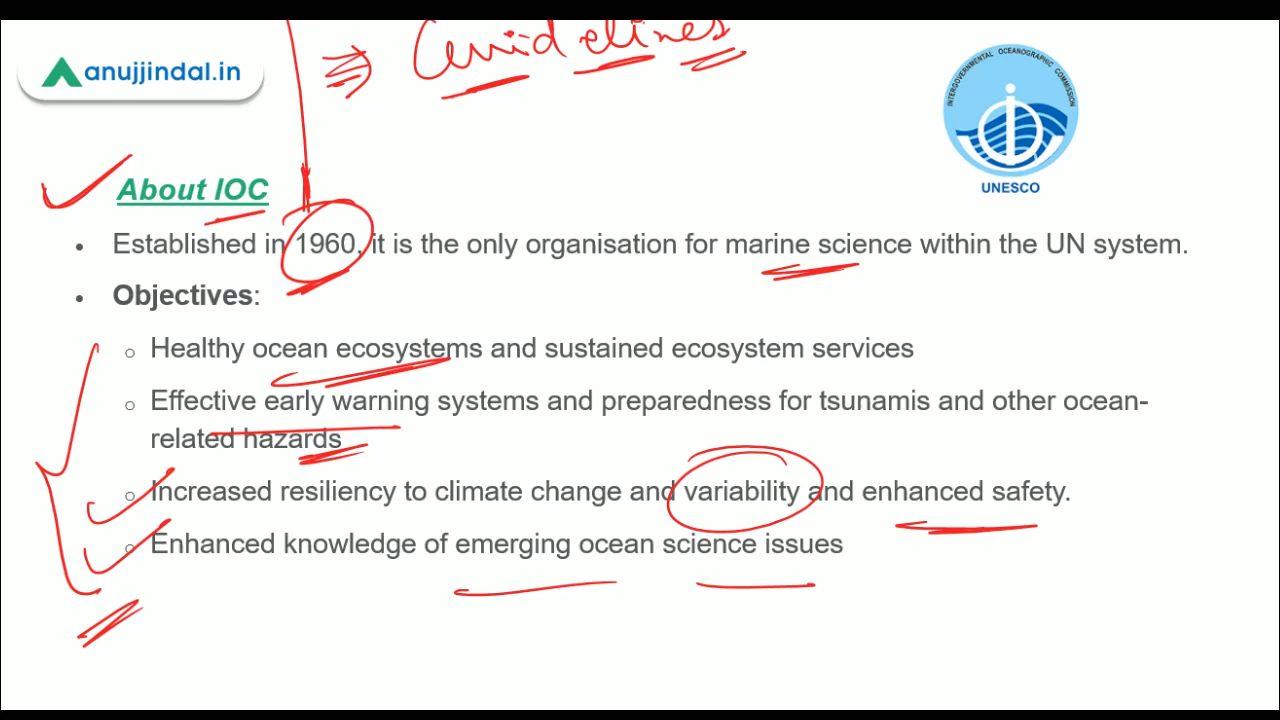 Guidelines
anujjindal.in
INTERGOVERNMENTAL OCEANOGRAPHIC COMMISSION
UNESCO
About IOC
• Established in 1960, it is the only organisation for marine science within the UN system.
• Objectives:
o Healthy ocean ecosystems and sustained ecosystem services
o Effective early warning systems and preparedness for tsunamis and other ocean-
related hazards
o Increased resiliency to climate change and variability and enhanced safety.
o Enhanced knowledge of emerging ocean science issues